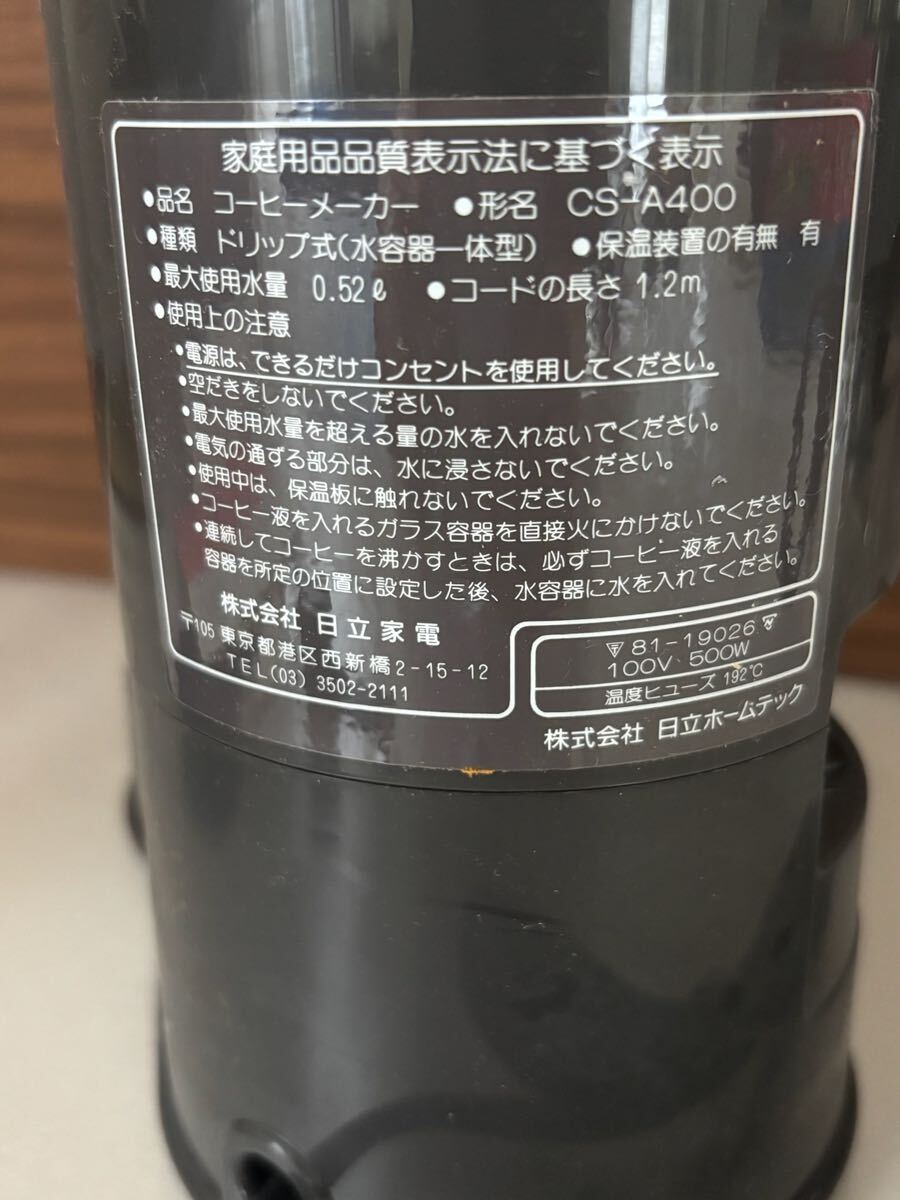 家庭用品品質表示法に基づく表示
●品名 コーヒーメーカー ●形名 CS-A400
●種類 ドリップ式(水容器一体型) ●保温装置の有無 有
●最大使用水量 0.52ℓ ●コードの長さ 1.2m
●使用上の注意
●電源は、できるだけコンセントを使用してください。
●空だきをしないでください。
●最大使用水量を超える量の水を入れないでください。
●電気の通ずる部分は、水に浸さないでください。
●使用中は、保温板に触れないでください。
●コーヒー液を入れるガラス容器を直接火にかけないでください。
●連続してコーヒーを沸かすときは、必ずコーヒー液を入れる
容器を所定の位置に設定した後、水容器に水を入れてください。
株式会社 日立家電
〒105 東京都港区西新橋2-15-12
TEL(03) 3502-2111
81-19026
100V 500W
温度ヒューズ 192℃
株式会社 日立ホームテック